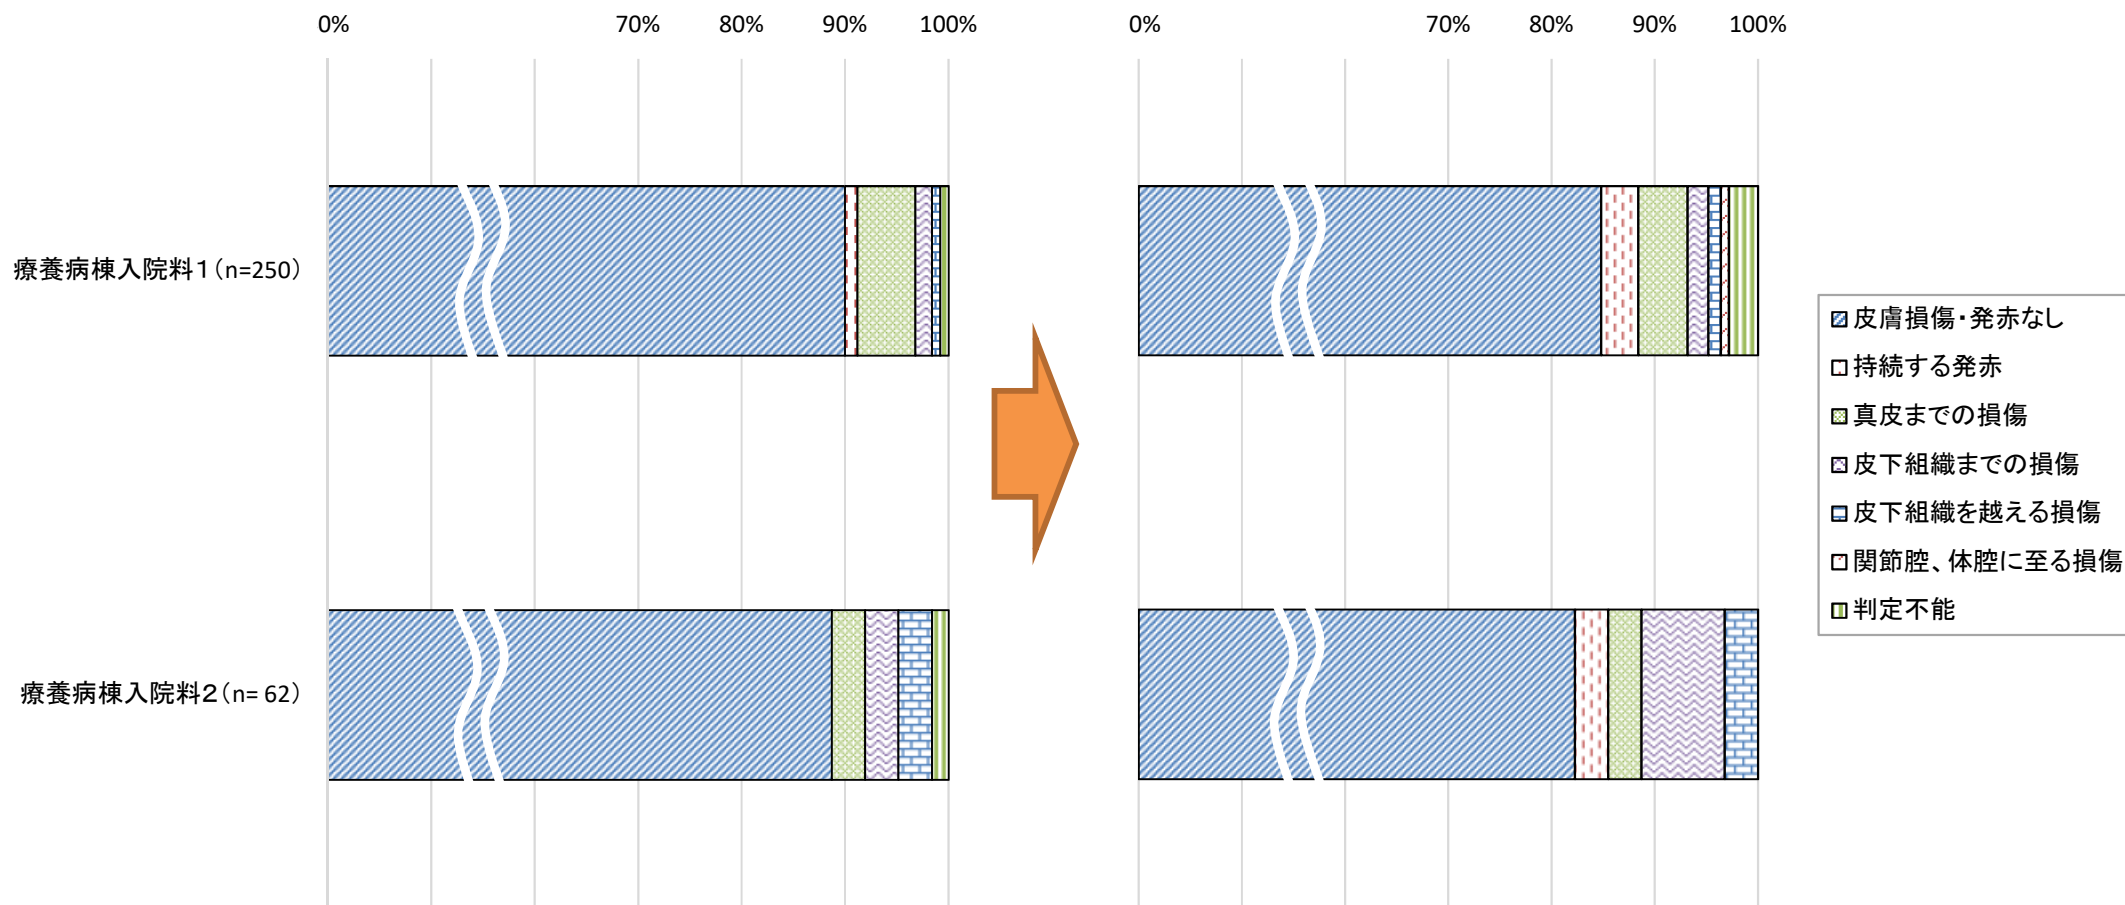 0% 70% 80% 90% 100% 0% 70% 80% 90% 100%
療養病棟入院料1(n=250)
療養病棟入院料2(n= 62)
皮膚損傷・発赤なし
持続する発赤
真皮までの損傷
皮下組織までの損傷
皮下組織を越える損傷
関節腔、体腔に至る損傷
判定不能